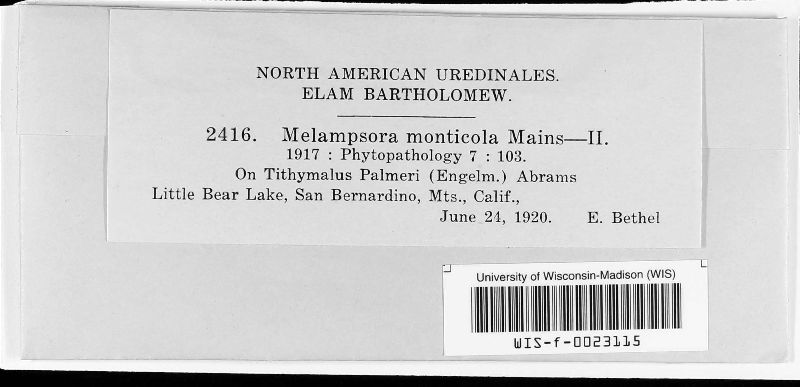 NORTH AMERICAN UREDINALES.
ELAM BARTHOLOMEW.
2416. Melampsora monticola Mains—II.
1917 : Phytopathology 7 : 103.
On Tithymalus Palmeri (Engelm.) Abrams
Little Bear Lake, San Bernardino, Mts., Calif.,
June 24, 1920. E. Bethel
University of Wisconsin-Madison (WIS)
WIS-f-0023115